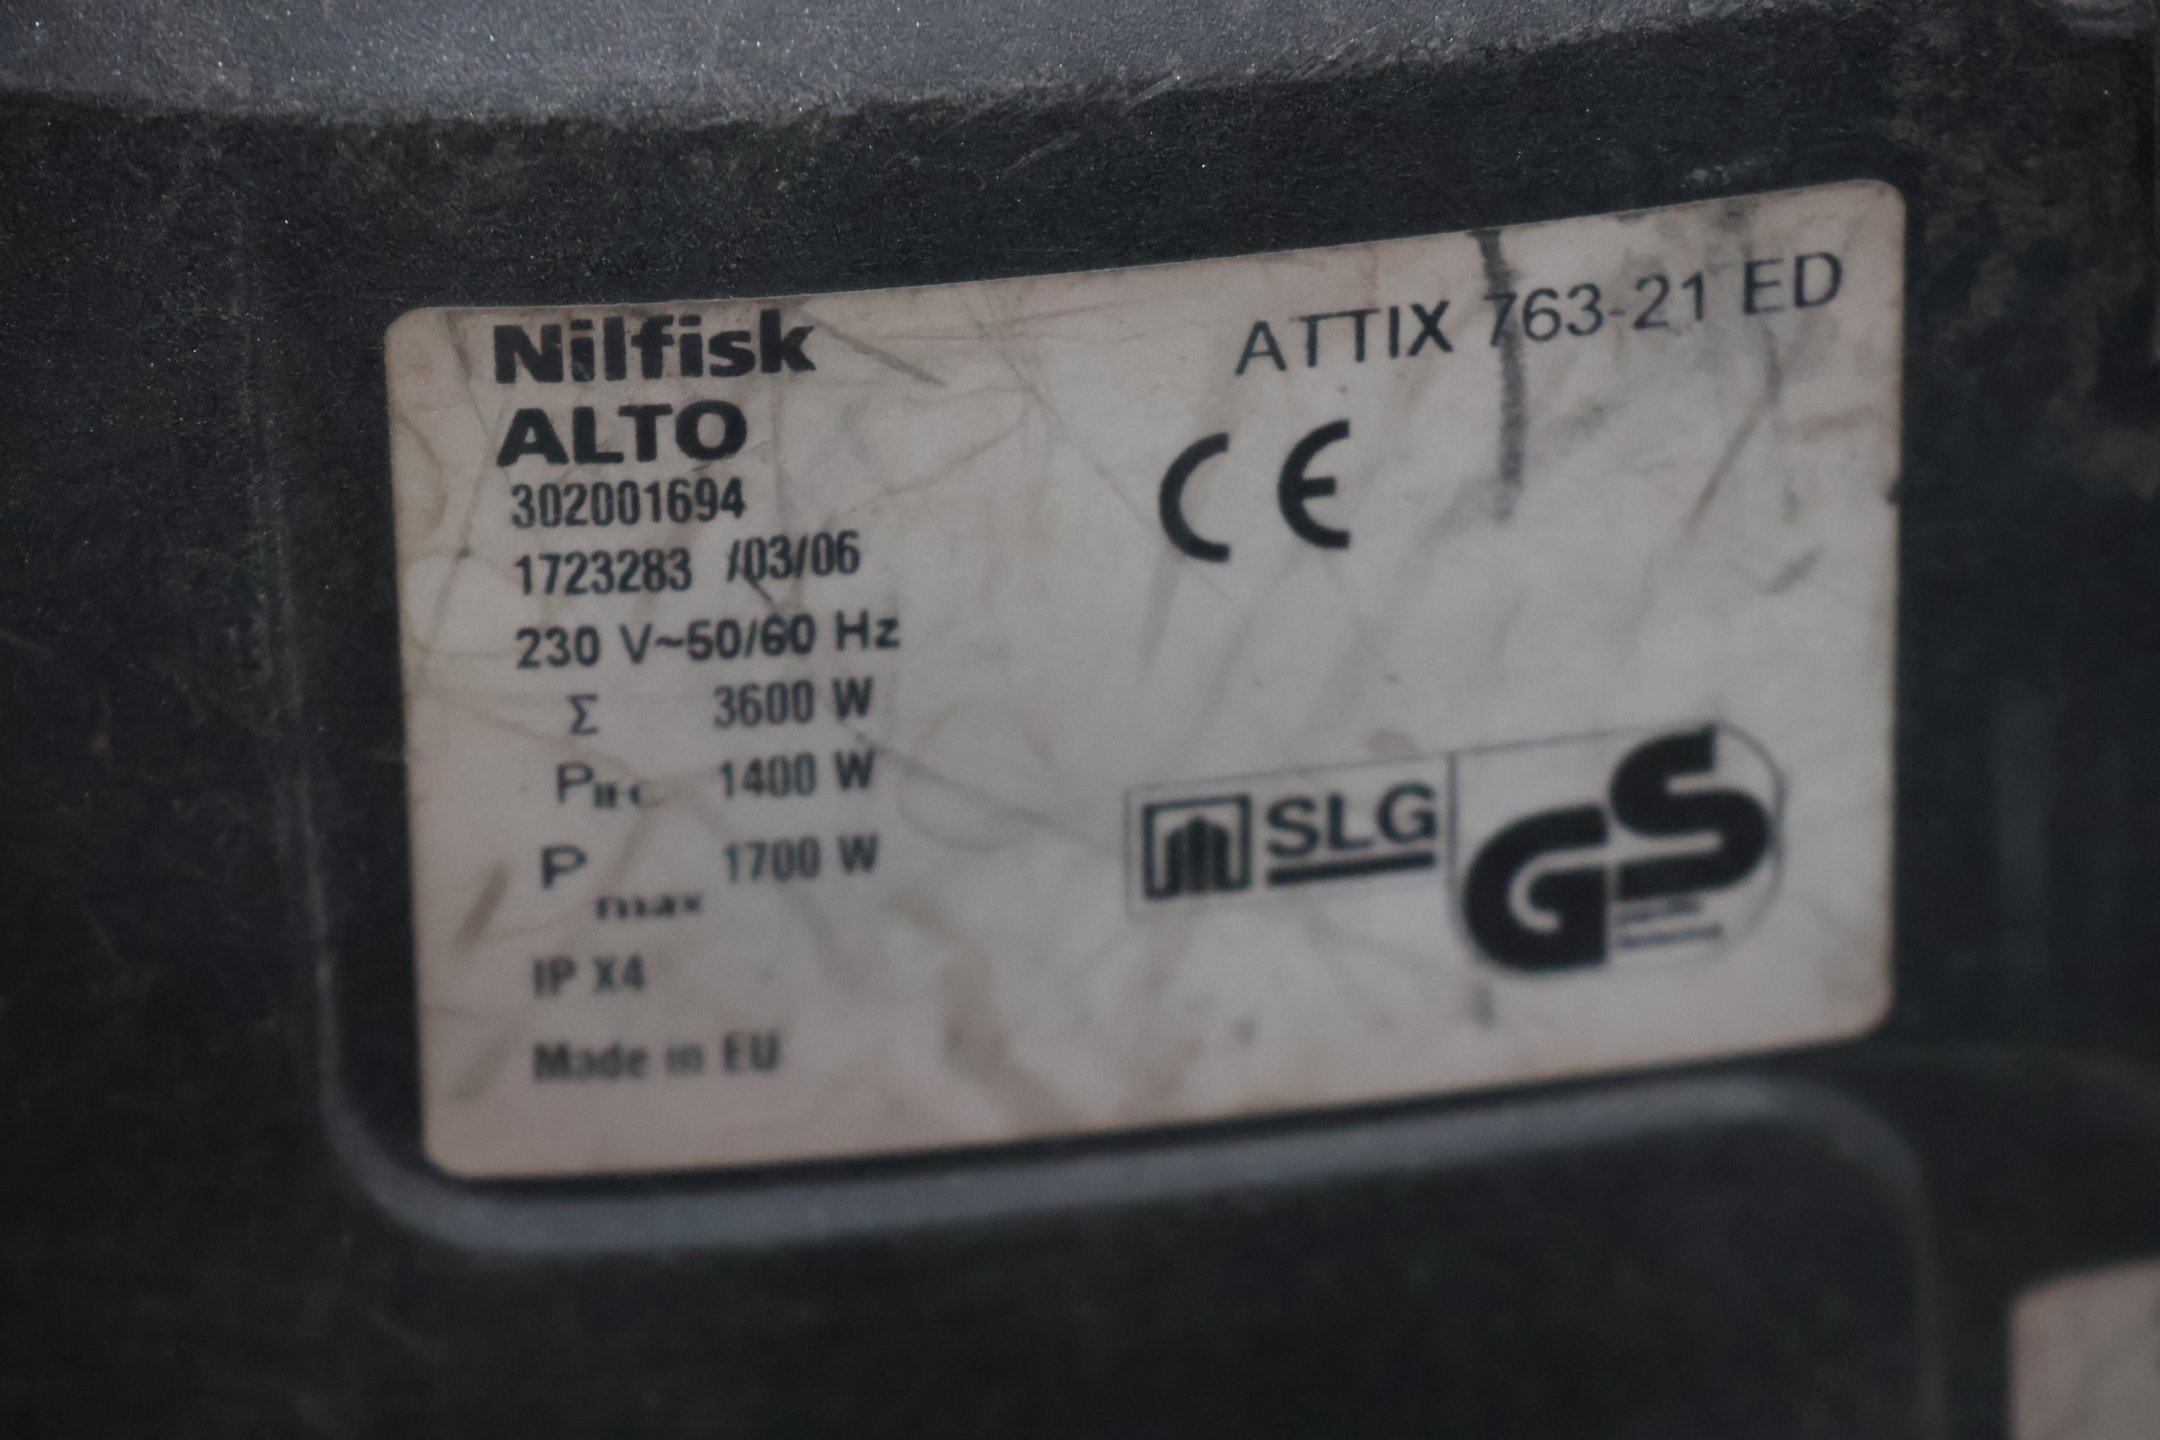 Nilfisk
ALTO
ATTIX 763-21 ED
302001694
1723283 /03/06
CE
230 V~50/60 Hz
Σ 3600 W
P 1400 W
P max 1700 W
IP X4
Made in EU
SLG
GS